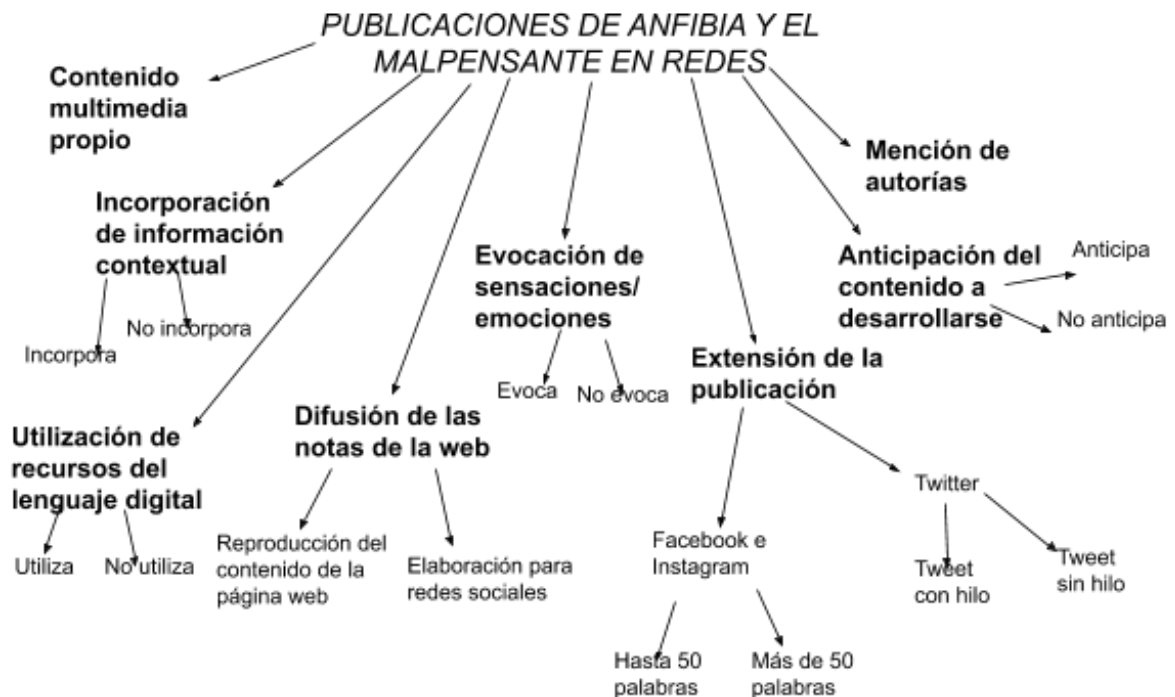 PUBLICACIONES DE ANFIBIA Y EL
MALPENSANTE EN REDES
Contenido
multimedia
propio
Mención de
autorías
Incorporación
de información
contextual
Incorpora
No incorpora
Evocación de
sensaciones/
emociones
Evoca
No evoca
Anticipación del
contenido a
desarrollarse
Anticipa
No anticipa
Extensión de la
publicación
Utilización de
recursos del
lenguaje digital
Utiliza
No utiliza
Difusión de las
notas de la web
Reproducción del
contenido de la
página web
Elaboración para
redes sociales
Facebook e
Instagram
Hasta 50
palabras
Más de 50
palabras
Twitter
Tweet
con hilo
Tweet
sin hilo